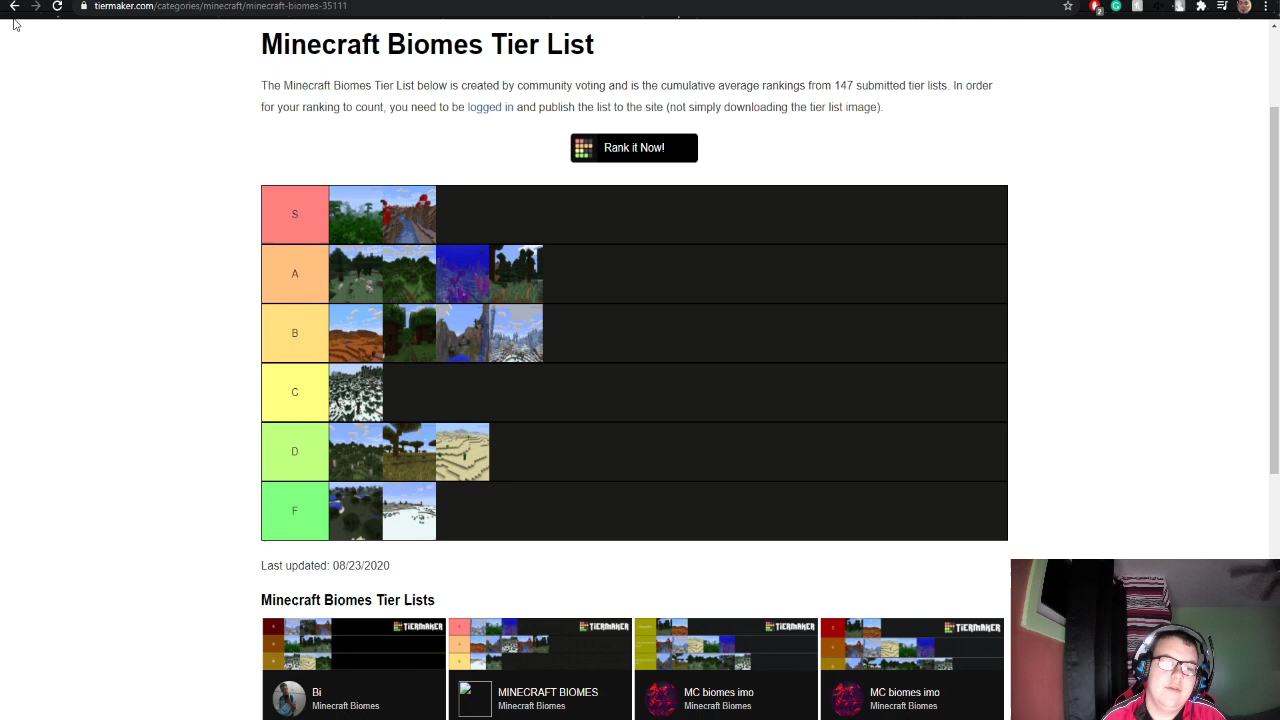 tiermaker.com/categories/minecraft/minecraft-biomes-35111
2
Minecraft Biomes Tier List
The Minecraft Biomes Tier List below is created by community voting and is the cumulative average rankings from 147 submitted tier lists. In order
for your ranking to count, you need to be logged in and publish the list to the site (not simply downloading the tier list image).
Rank it Now!
S
A
B
C
D
F
Last updated: 08/23/2020
Minecraft Biomes Tier Lists
TIERMAKER TIERMAKER TIERMAKER TIERMAKER
Bi MINECRAFT BIOMES MC biomes imo MC biomes imo
Minecraft Biomes Minecraft Biomes Minecraft Biomes Minecraft Biomes